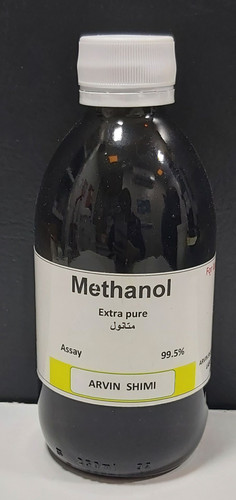 Methanol
Extra pure
متانول
Assay 99.5%
ARVIN SHIMI